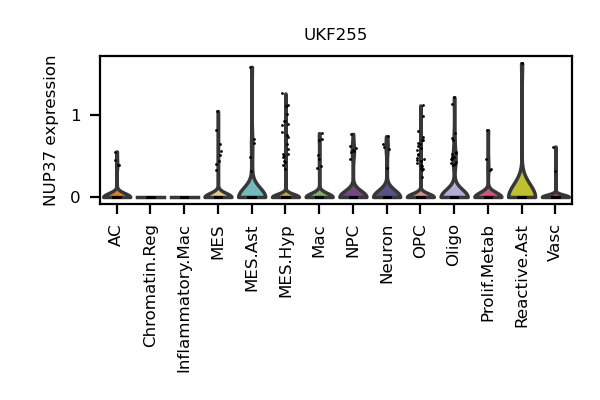 UKF255
NUP37 expression
1
0
AC
Chromatin.Reg
Inflammatory.Mac
MES
MES.Ast
MES.Hyp
Mac
NPC
Neuron
OPC
Oligo
Prolif.Metab
Reactive.Ast
Vasc